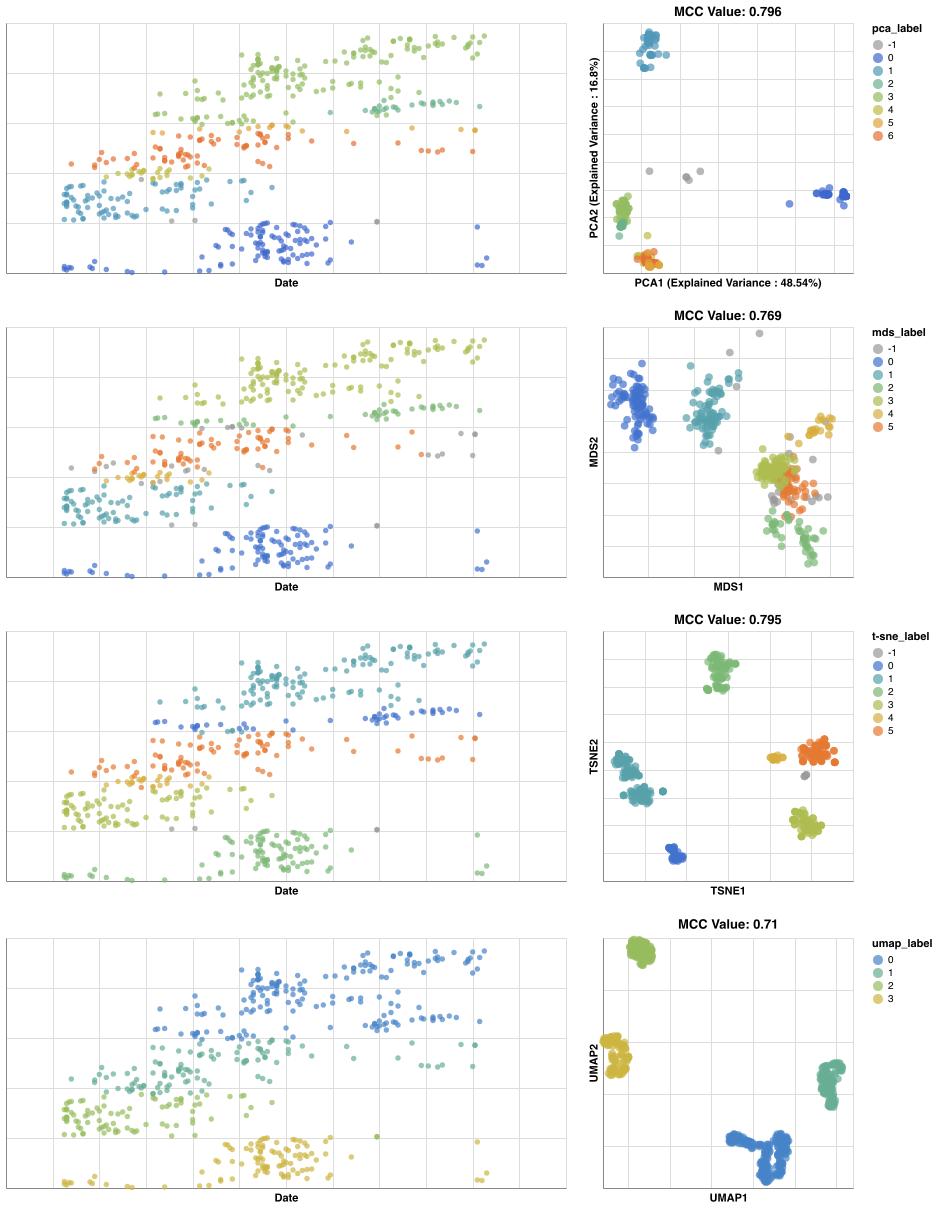 MCC Value: 0.796
pca_label
-1
0
1
2
3
4
5
6
PCA2 (Explained Variance : 16.8%)
Date
PCA1 (Explained Variance : 48.54%)
MCC Value: 0.769
mds_label
-1
0
1
2
3
4
5
MDS2
Date
MDS1
MCC Value: 0.795
t-sne_label
-1
0
1
2
3
4
5
TSNE2
Date
TSNE1
MCC Value: 0.71
umap_label
0
1
2
3
UMAP2
Date
UMAP1